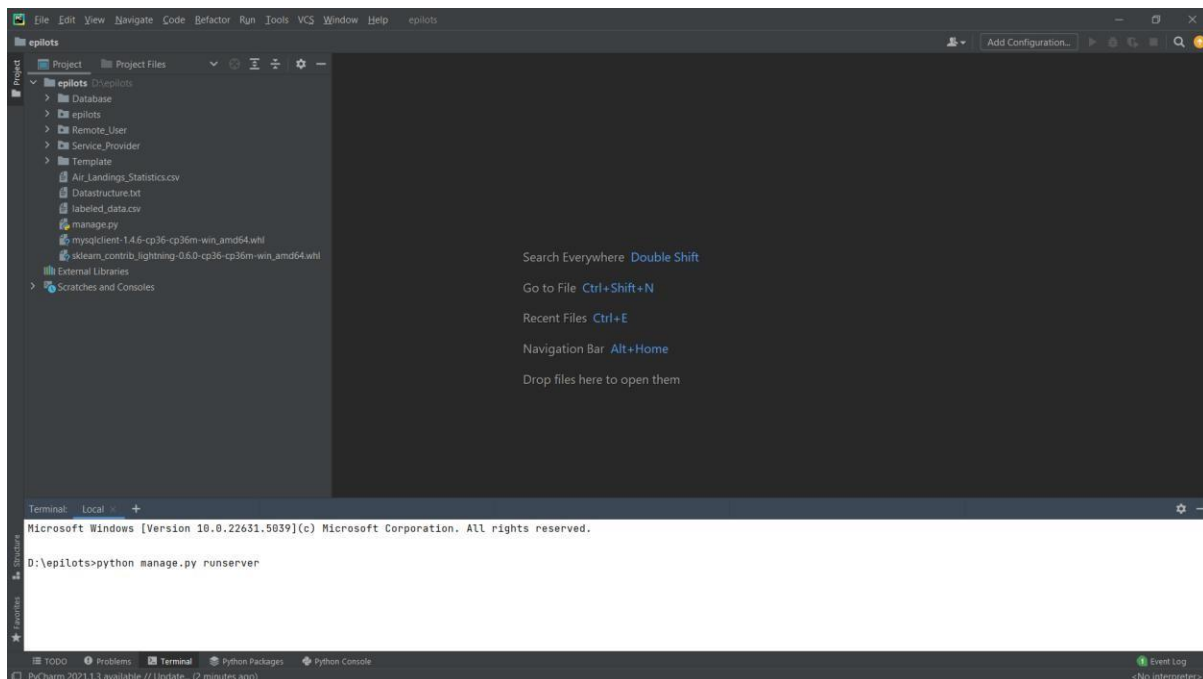 File Edit View Navigate Code Refactor Run Tools VCS Window Help epilots
epilots
Add Configuration...
Project
Project Project Files
epilots D:\epilots
Database
epilots
Remote_User
Service_Provider
Template
Air_Landings_Statistics.csv
Datastructure.txt
labeled_data.csv
manage.py
mysqlclient-1.4.6-cp36-cp36m-win_amd64.whl
sklearn_contrib_lightning-0.6.0-cp36-cp36m-win_amd64.whl
External Libraries
Scratches and Consoles
Search Everywhere Double Shift
Go to File Ctrl+Shift+N
Recent Files Ctrl+E
Navigation Bar Alt+Home
Drop files here to open them
Terminal: Local
Microsoft Windows [Version 10.0.22631.5039](c) Microsoft Corporation. All rights reserved.
D:\epilots>python manage.py runserver
Structure
Favorites
TODO Problems Terminal Python Packages Python Console
1 Event Log
PyCharm 2021.1.3 available // Update... (2 minutes ago)
<No interpreter>